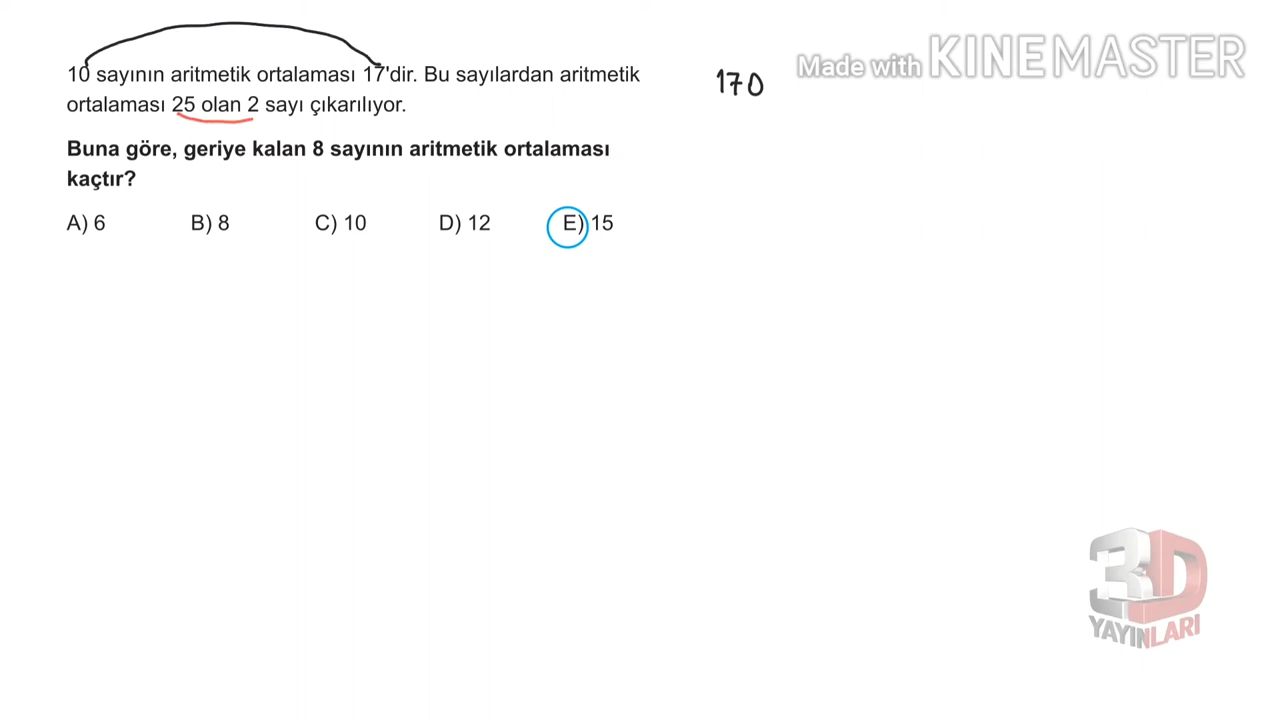 10 sayının aritmetik ortalaması 17'dir. Bu sayılardan aritmetik
ortalaması 25 olan 2 sayı çıkarılıyor.
Buna göre, geriye kalan 8 sayının aritmetik ortalaması
kaçtır?
A) 6 B) 8 C) 10 D) 12 E) 15
170
Made with KINEMASTER
3D
YAYINLARI